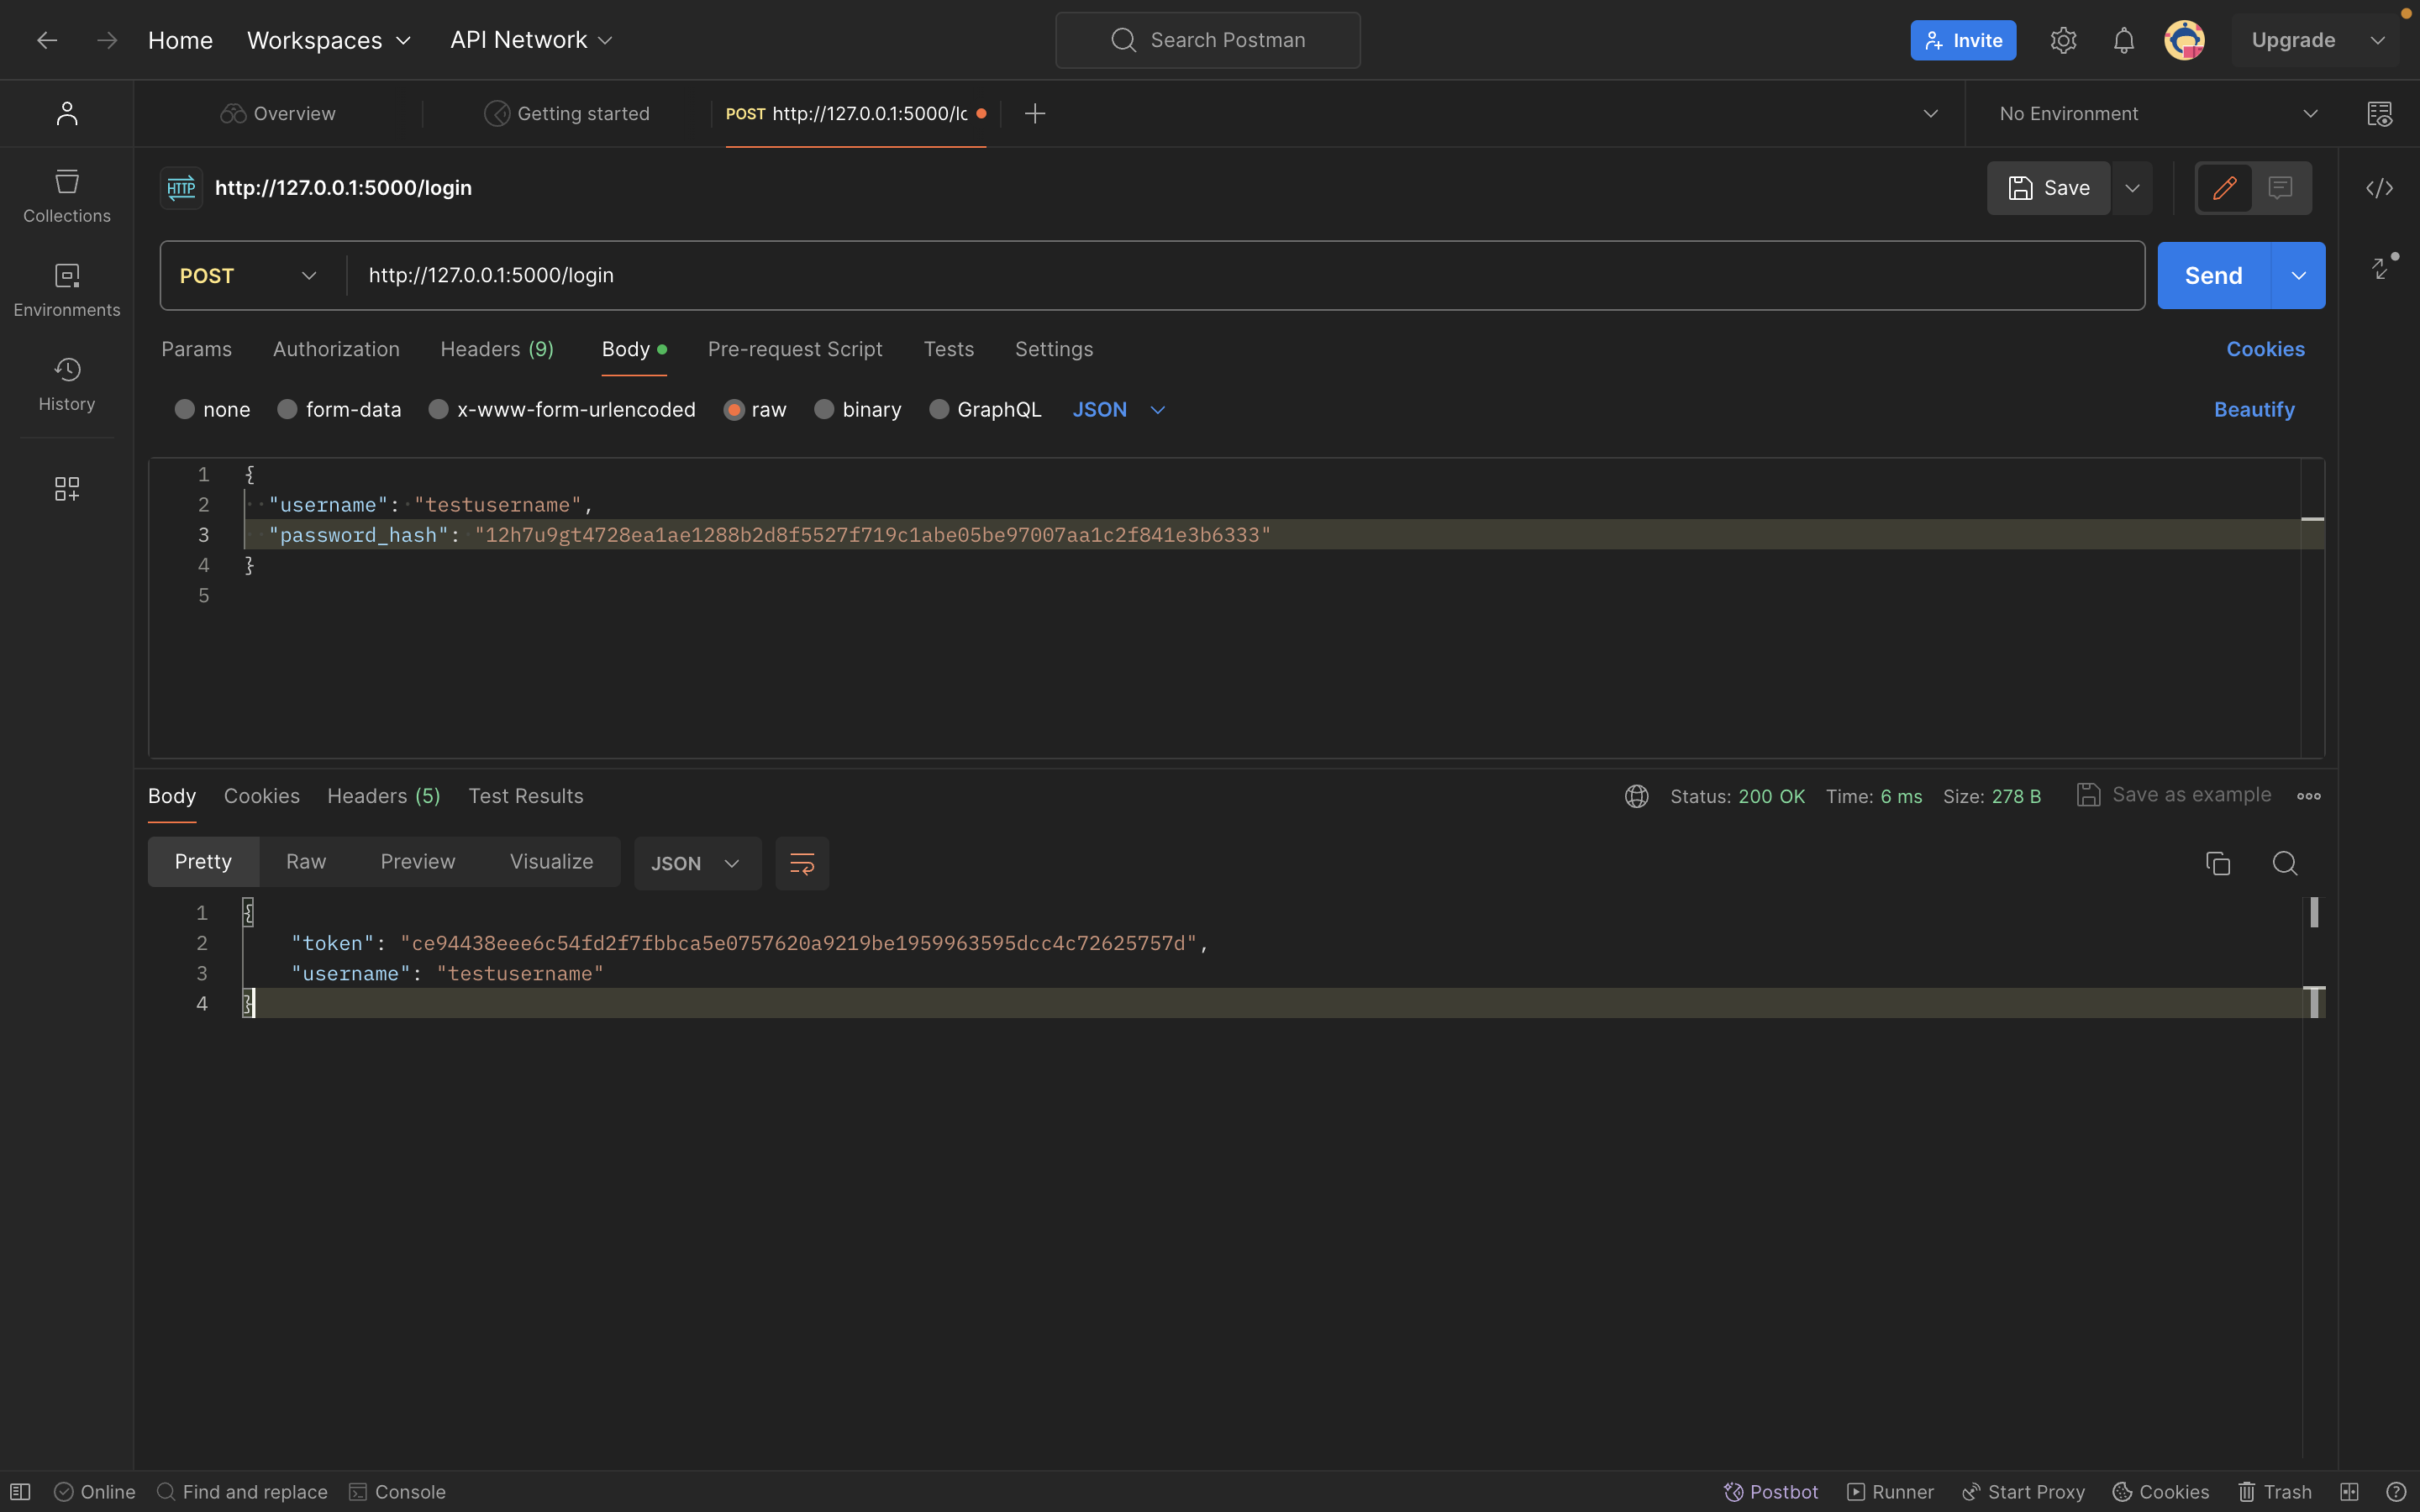 Home Workspaces API Network Search Postman Invite Upgrade
Overview Getting started POST http://127.0.0.1:5000/lc No Environment
Collections
Environments
History
HTTP http://127.0.0.1:5000/login Save
POST http://127.0.0.1:5000/login Send
Params Authorization Headers (9) Body Pre-request Script Tests Settings Cookies
none form-data x-www-form-urlencoded raw binary GraphQL JSON Beautify
1 {
2 "username": "testusername",
3 "password_hash": "12h7u9gt4728ea1ae1288b2d8f5527f719c1abe05be97007aa1c2f841e3b6333"
4 }
5
Body Cookies Headers (5) Test Results Status: 200 OK Time: 6 ms Size: 278 B Save as example
Pretty Raw Preview Visualize JSON
1 {
2 "token": "ce94438eee6c54fd2f7fbbca5e0757620a9219be1959963595dcc4c72625757d",
3 "username": "testusername"
4 }
Online Find and replace Console Postbot Runner Start Proxy Cookies Trash